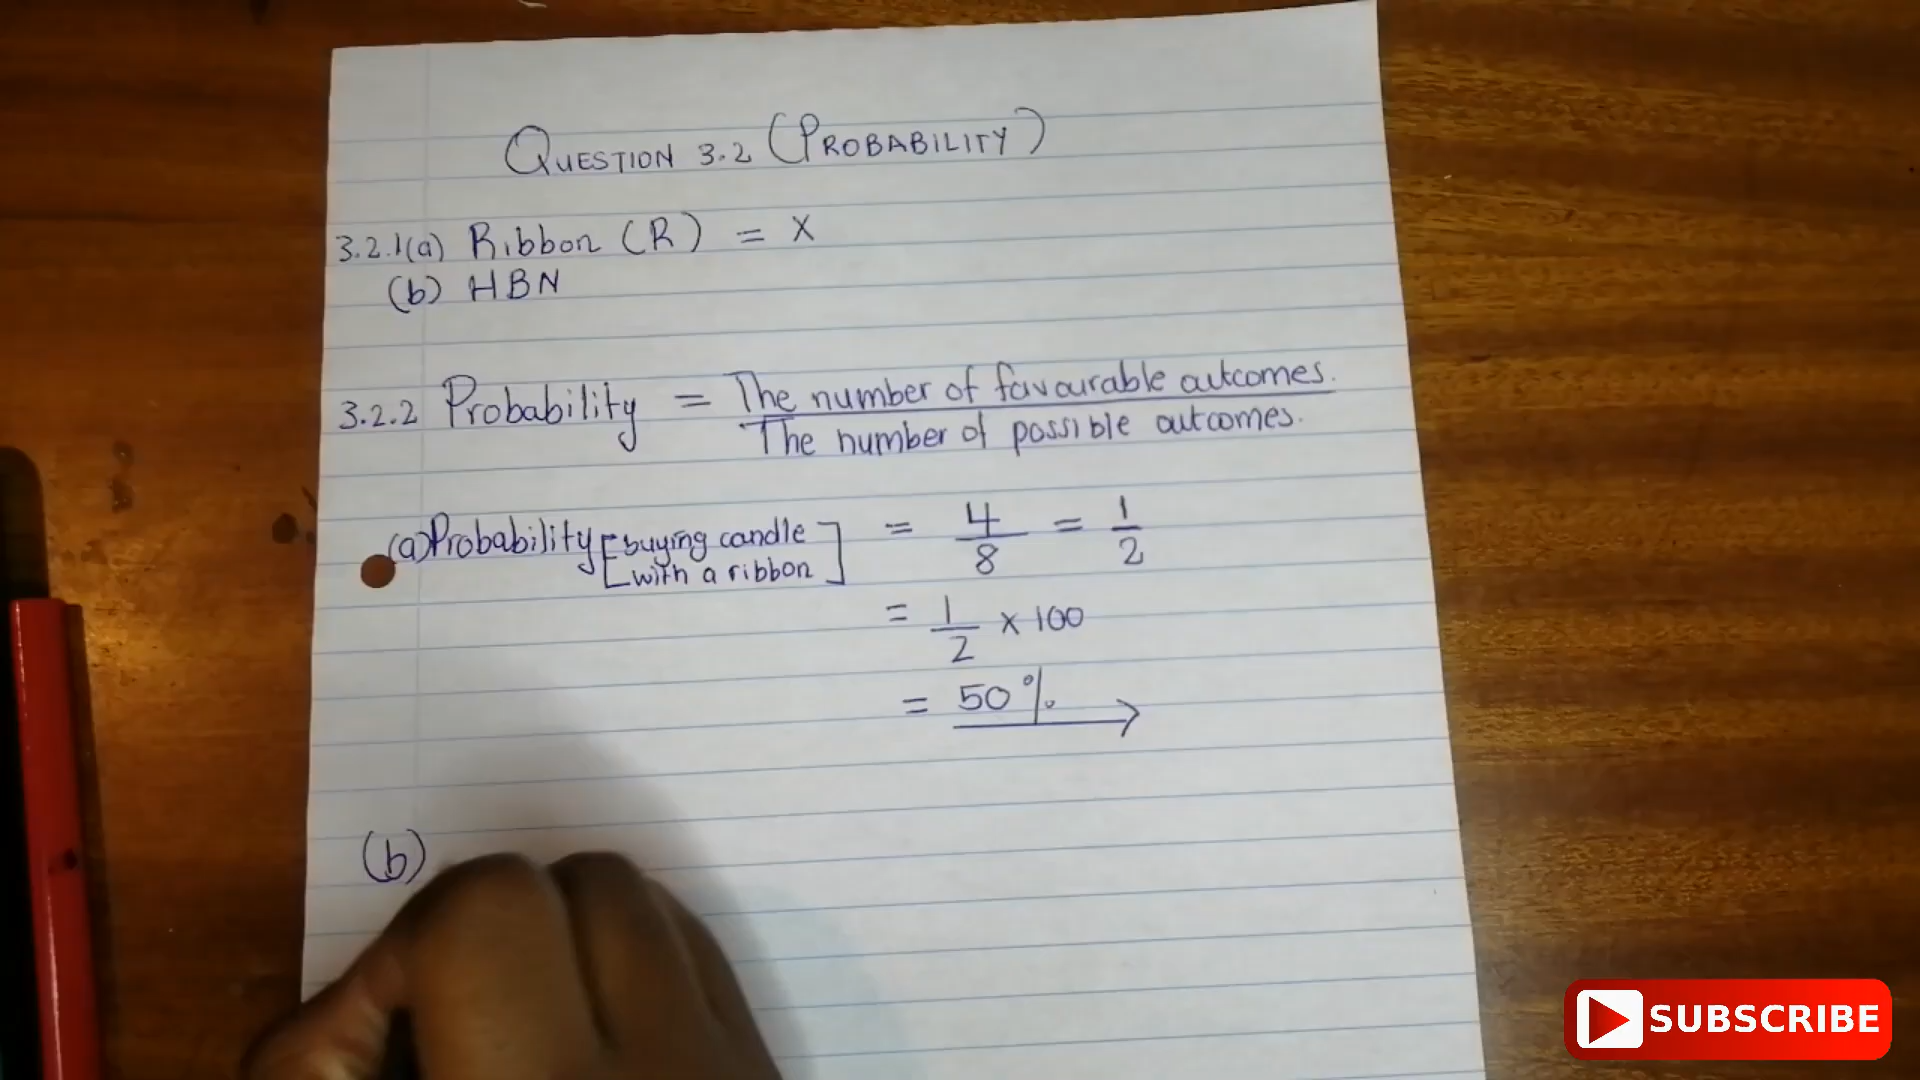 QUESTION 3.2 (PROBABILITY)
3.2.1(a) Ribbon (R) = X
(b) HBN
3.2.2 Probability = The number of favourable outcomes.
The number of possible outcomes.
(a) Probability [buying candle with a ribbon] = 4/8 = 1/2
= 1/2 x 100
= 50%
(b)
SUBSCRIBE